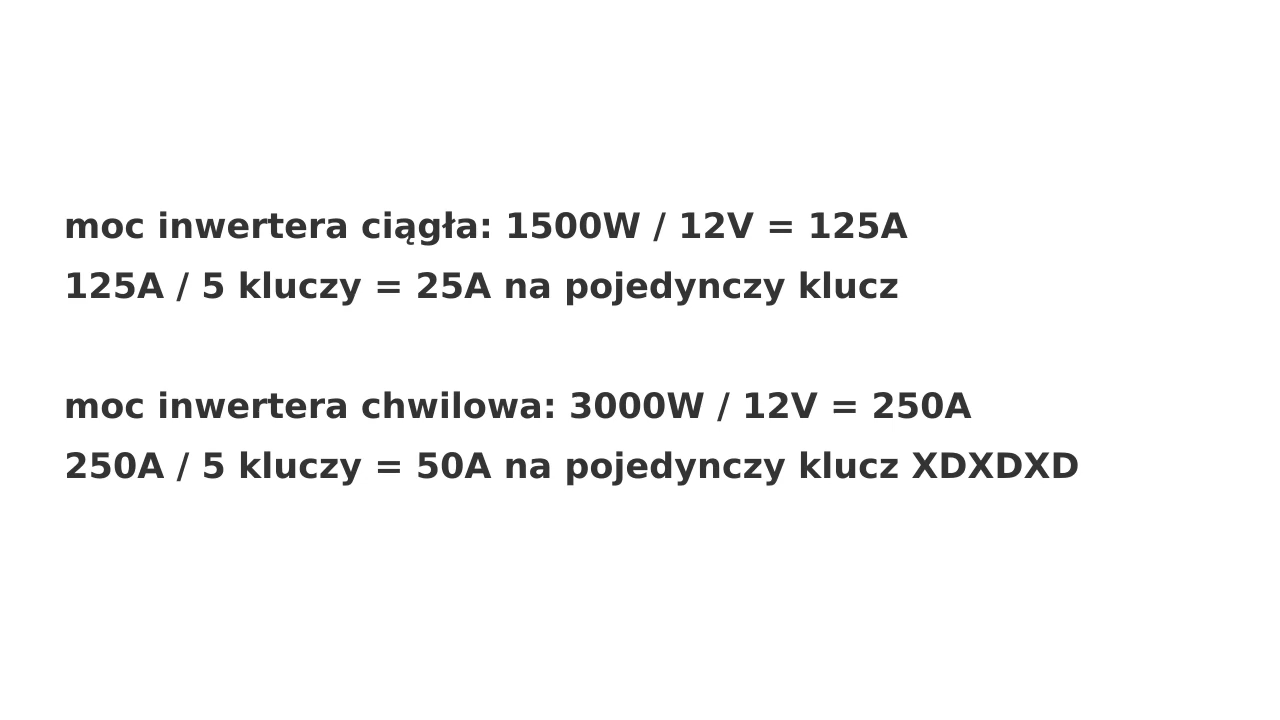 moc inwertera ciągła: 1500W / 12V = 125A
125A / 5 kluczy = 25A na pojedynczy klucz
moc inwertera chwilowa: 3000W / 12V = 250A
250A / 5 kluczy = 50A na pojedynczy klucz XDXDXD